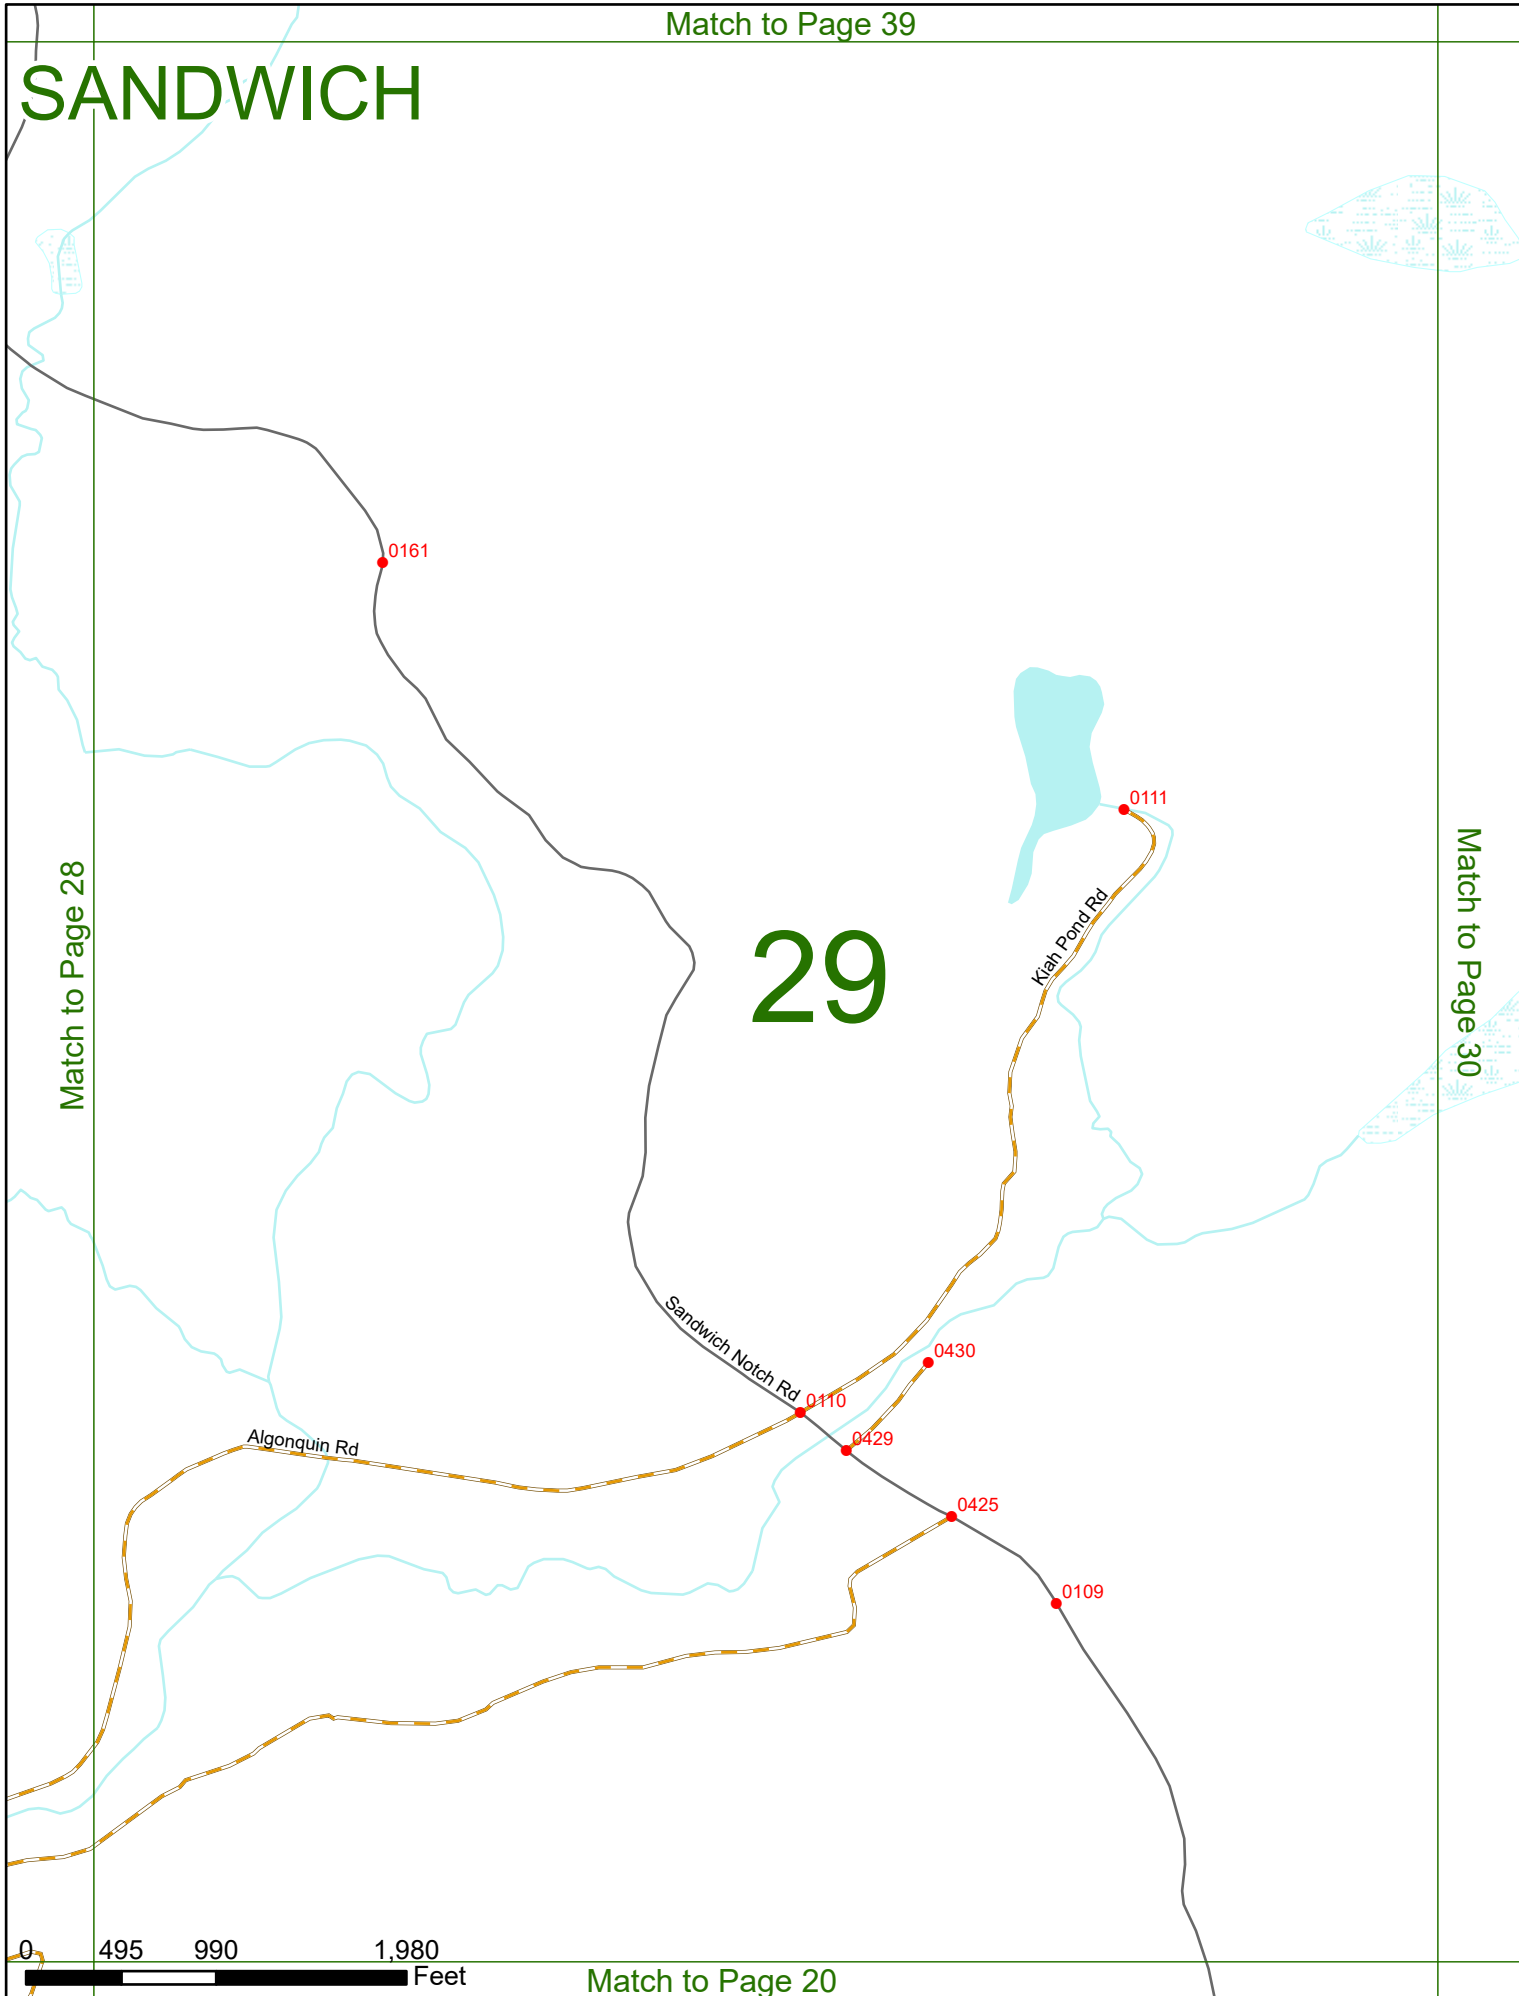 Match to Page 39
SANDWICH
0161
0111
Match to Page 28
Match to Page 30
Kiah Pond Rd
29
Sandwich Notch Rd
0430
0110
0429
Algonquin Rd
0425
0109
0 495 990 1,980
Feet
Match to Page 20